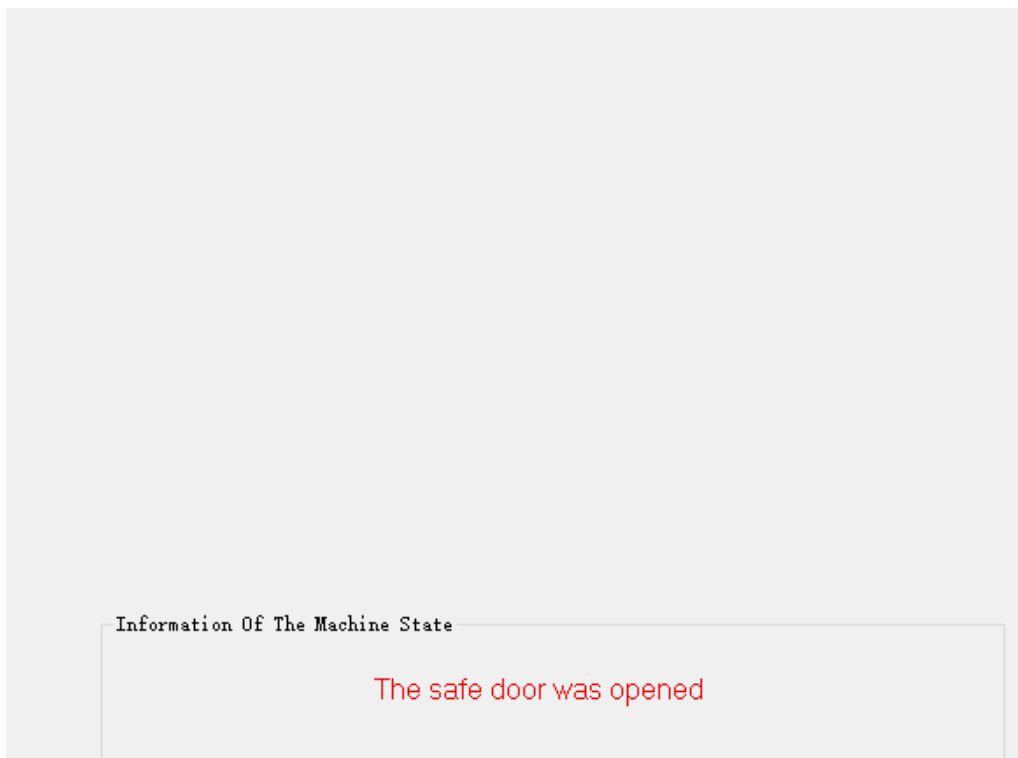 Information Of The Machine State
The safe door was opened